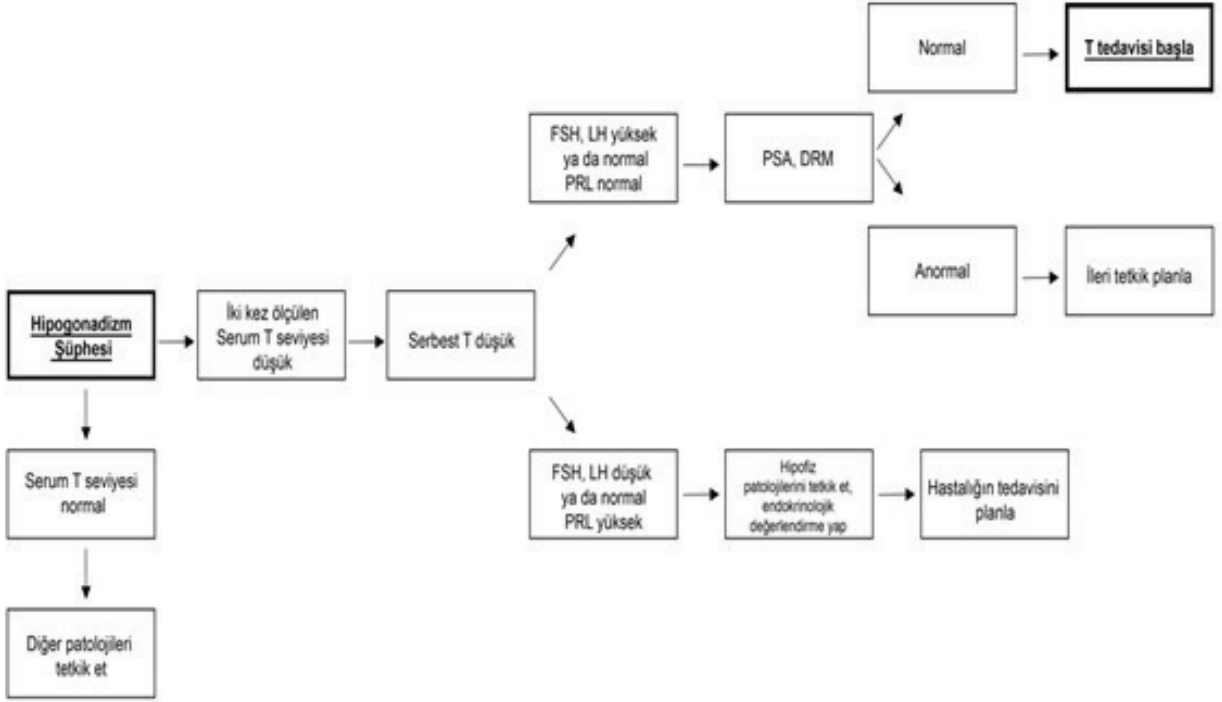 Normal
T tedavisi başla
FSH, LH yüksek
ya da normal
PRL normal
PSA, DRM
Anormal
İleri tetkik planla
Hipogonadizm
Şüphesi
İki kez ölçülen
Serum T seviyesi
düşük
Serbest T düşük
Serum T seviyesi
normal
FSH, LH düşük
ya da normal
PRL yüksek
Hipofiz
patolojilerini tetkik et,
endokrinolojik
değerlendirme yap
Hastalığın tedavisini
planla
Diğer patolojileri
tetkik et